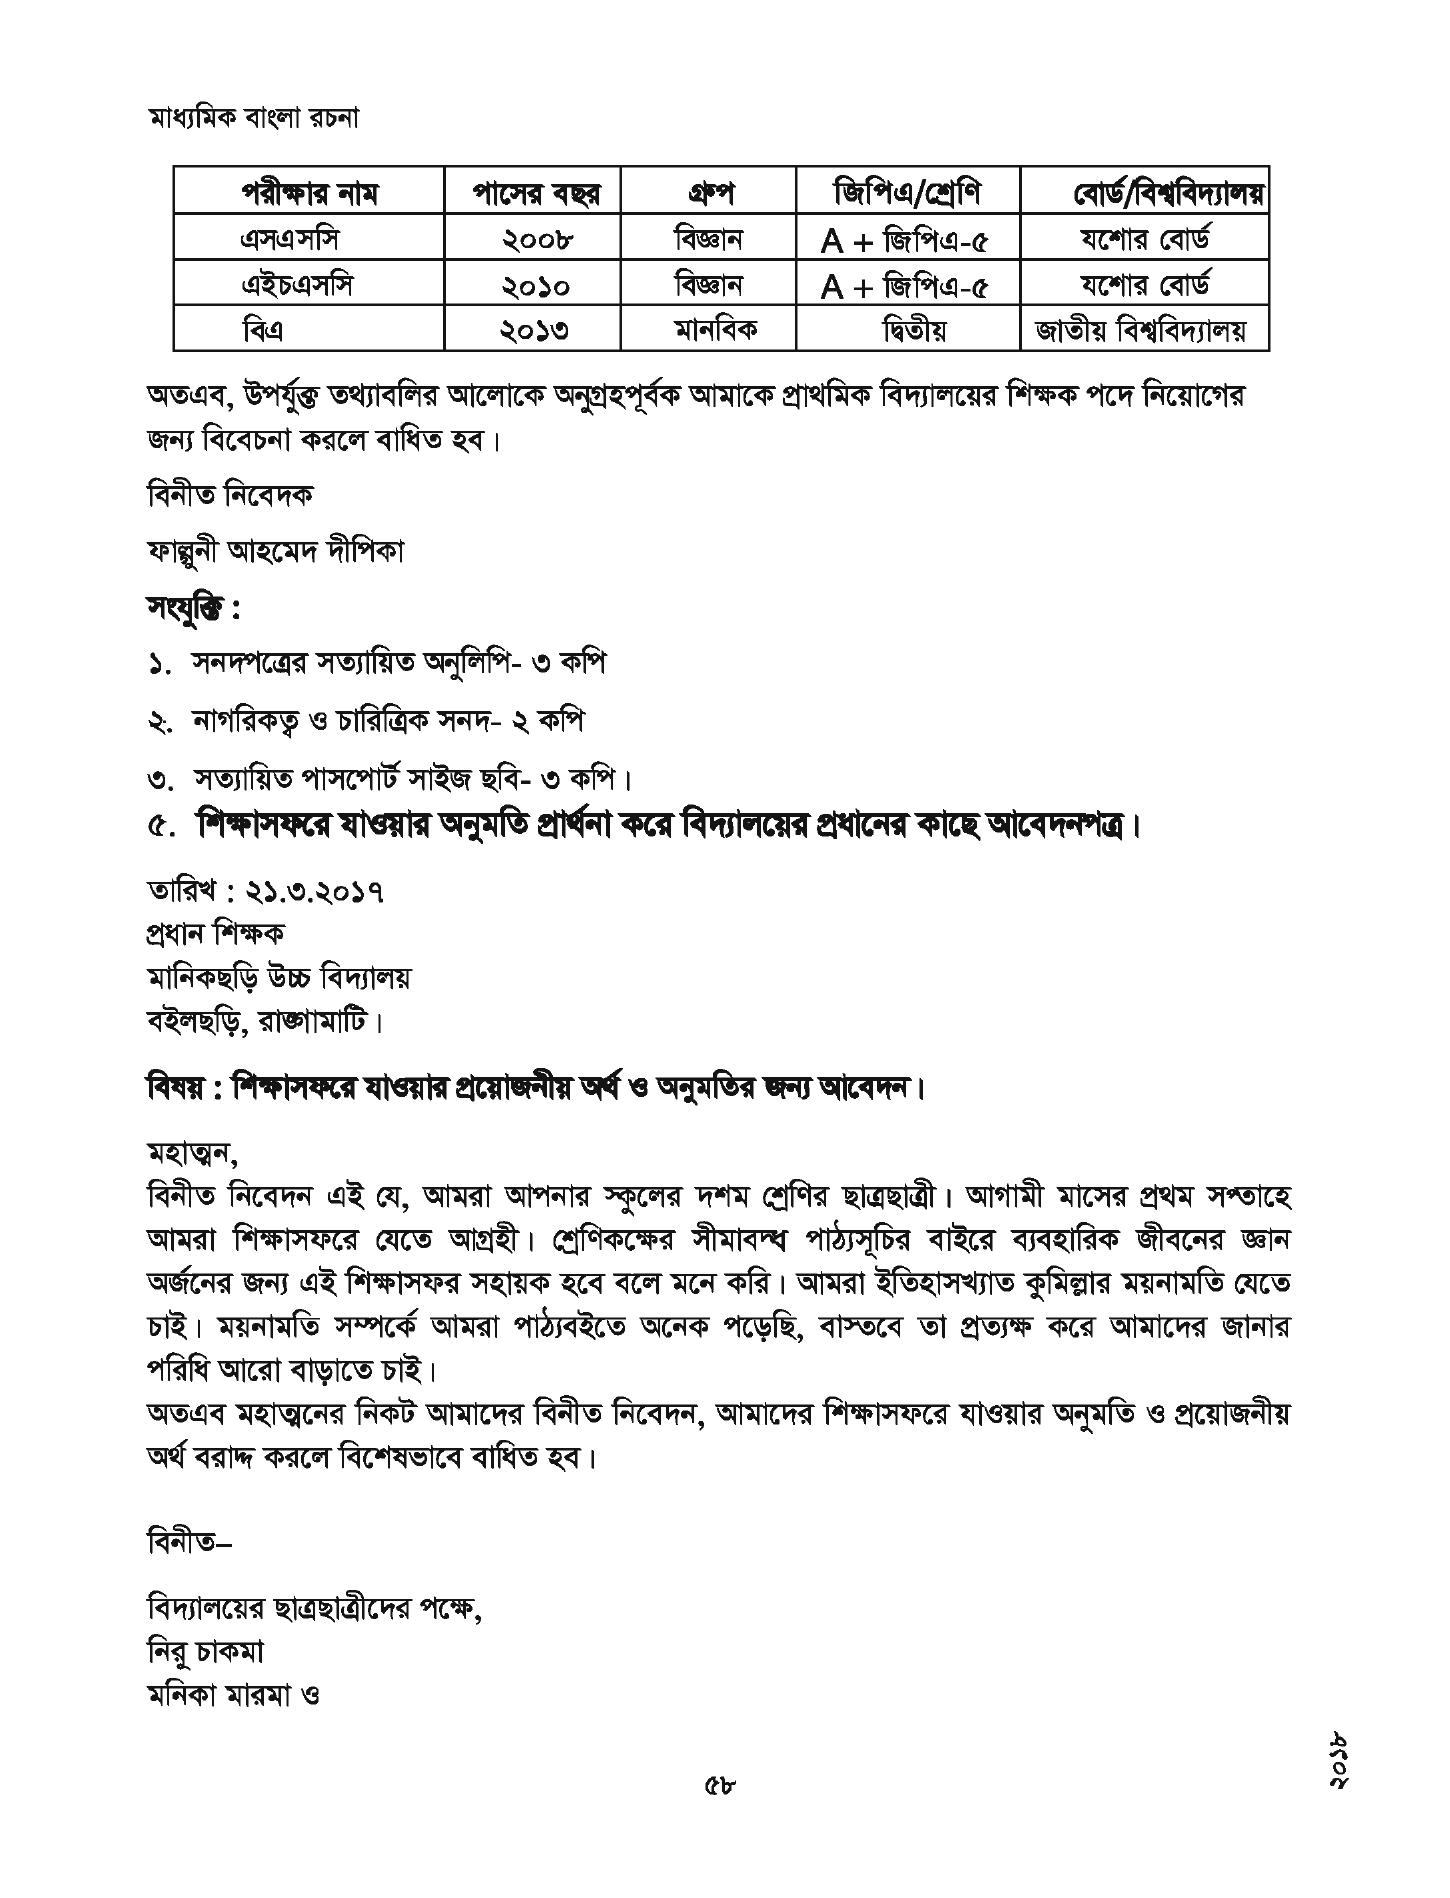 মাধ্যমিক বাংলা রচনা
পরীক্ষার নাম পাসের বছর গ্রুপ জিপিএ/শ্রেণি বোর্ড/বিশ্ববিদ্যালয়
এসএসসি ২০০৮ বিজ্ঞান A + জিপিএ-৫ যশোর বোর্ড
এইচএসসি ২০১০ বিজ্ঞান A + জিপিএ-৫ যশোর বোর্ড
বিএ ২০১৩ মানবিক দ্বিতীয় জাতীয় বিশ্ববিদ্যালয়
অতএব, উপর্যুক্ত তথ্যাবলির আলোকে অনুগ্রহপূর্বক আমাকে প্রাথমিক বিদ্যালয়ের শিক্ষক পদে নিয়োগের
জন্য বিবেচনা করলে বাধিত হব।
বিনীত নিবেদক
ফাল্গুনী আহমেদ দীপিকা
সংযুক্তি :
১. সনদপত্রের সত্যায়িত অনুলিপি- ৩ কপি
২. নাগরিকত্ব ও চারিত্রিক সনদ- ২ কপি
৩. সত্যায়িত পাসপোর্ট সাইজ ছবি- ৩ কপি।
৫. শিক্ষাসফরে যাওয়ার অনুমতি প্রার্থনা করে বিদ্যালয়ের প্রধানের কাছে আবেদনপত্র।
তারিখ : ২১.৩.২০১৭
প্রধান শিক্ষক
মানিকছড়ি উচ্চ বিদ্যালয়
বইলছড়ি, রাঙ্গামাটি।
বিষয় : শিক্ষাসফরে যাওয়ার প্রয়োজনীয় অর্থ ও অনুমতির জন্য আবেদন।
মহাত্মন,
বিনীত নিবেদন এই যে, আমরা আপনার স্কুলের দশম শ্রেণির ছাত্রছাত্রী। আগামী মাসের প্রথম সপ্তাহে
আমরা শিক্ষাসফরে যেতে আগ্রহী। শ্রেণিকক্ষের সীমাবদ্ধ পাঠ্যসূচির বাইরে ব্যবহারিক জীবনের জ্ঞান
অর্জনের জন্য এই শিক্ষাসফর সহায়ক হবে বলে মনে করি। আমরা ইতিহাসখ্যাত কুমিল্লার ময়নামতি যেতে
চাই। ময়নামতি সম্পর্কে আমরা পাঠ্যবইতে অনেক পড়েছি, বাস্তবে তা প্রত্যক্ষ করে আমাদের জানার
পরিধি আরো বাড়াতে চাই।
অতএব মহাত্মনের নিকট আমাদের বিনীত নিবেদন, আমাদের শিক্ষাসফরে যাওয়ার অনুমতি ও প্রয়োজনীয়
অর্থ বরাদ্দ করলে বিশেষভাবে বাধিত হব।
বিনীত–
বিদ্যালয়ের ছাত্রছাত্রীদের পক্ষে,
নিরু চাকমা
মনিকা মারমা ও
৫৮
২০১৮